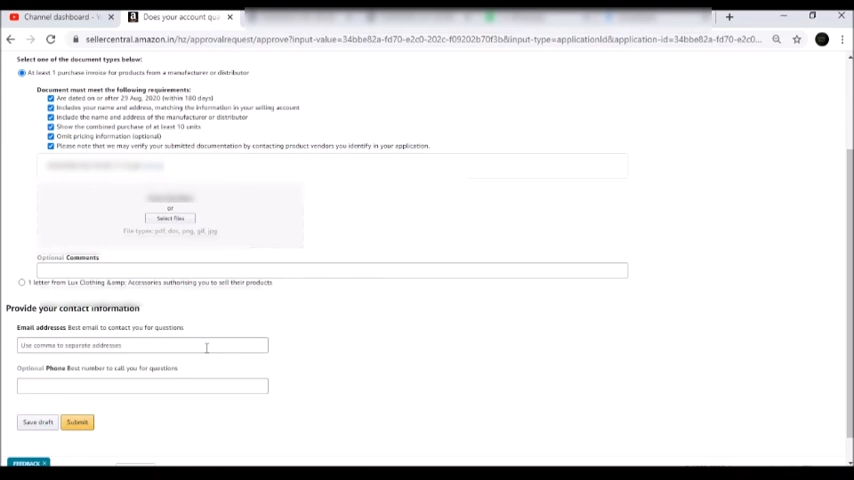 Channel dashboard -
Does your account qua
sellercentral.amazon.in/hz/approvalrequest/approve?input-value=34bbe82a-fd70-e2c0-202c-f09202b70f3b&input-type=applicationId&application-id=34bbe82a-fd70-e2c0...
Select one of the document types below:
At least 1 purchase invoice for products from a manufacturer or distributor
Document must meet the following requirements:
Are dated on or after 29 Aug, 2020 (within 180 days)
Includes your name and address, matching the information in your selling account
Include the name and address of the manufacturer or distributor
Show the combined purchase of at least 10 units
Omit pricing information (optional)
Please note that we may verify your submitted documentation by contacting product vendors you identify in your application.
or
Select files
File types: pdf, doc, png, gif, jpg
Optional Comments
1 letter from Lux Clothing &amp; Accessories authorising you to sell their products
Provide your contact information
Email addresses Best email to contact you for questions
Use comma to separate addresses
Optional Phone Best number to call you for questions
Save draft
Submit
FEEDBACK